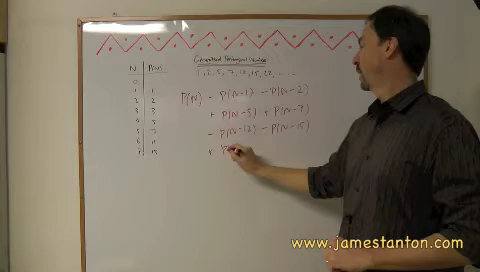 Generalized Pentagonal Numbers
1, 2, 5, 7, 12, 15, 22, ...
N P(N)
0
1 1
2 2
3 3
4 5
5 7
6 11
7 15
P(N) - P(N-1) - P(N-2)
+ P(N-5) + P(N-7)
- P(N-12) - P(N-15)
+ P
www.jamestanton.com